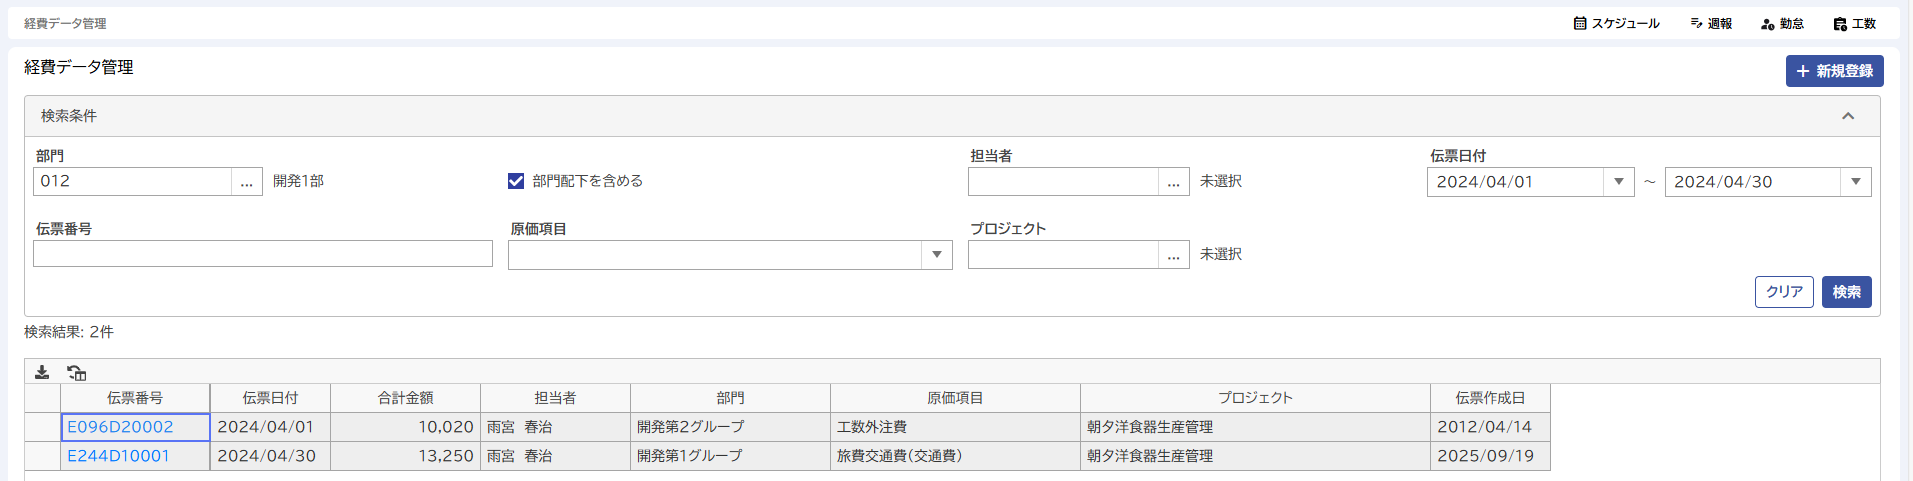 経費データ管理 スケジュール 週報 勤怠 工数
経費データ管理
+ 新規登録
検索条件
部門 担当者 伝票日付
012 ... 開発1部 部門配下を含める ... 未選択 2024/04/01 ～ 2024/04/30
伝票番号 原価項目 プロジェクト
... 未選択
クリア 検索
検索結果: 2件
伝票番号 伝票日付 合計金額 担当者 部門 原価項目 プロジェクト 伝票作成日
E096D20002 2024/04/01 10,020 雨宮 春治 開発第2グループ 工数外注費 朝夕洋食器生産管理 2012/04/14
E244D10001 2024/04/30 13,250 雨宮 春治 開発第1グループ 旅費交通費（交通費） 朝夕洋食器生産管理 2025/09/19